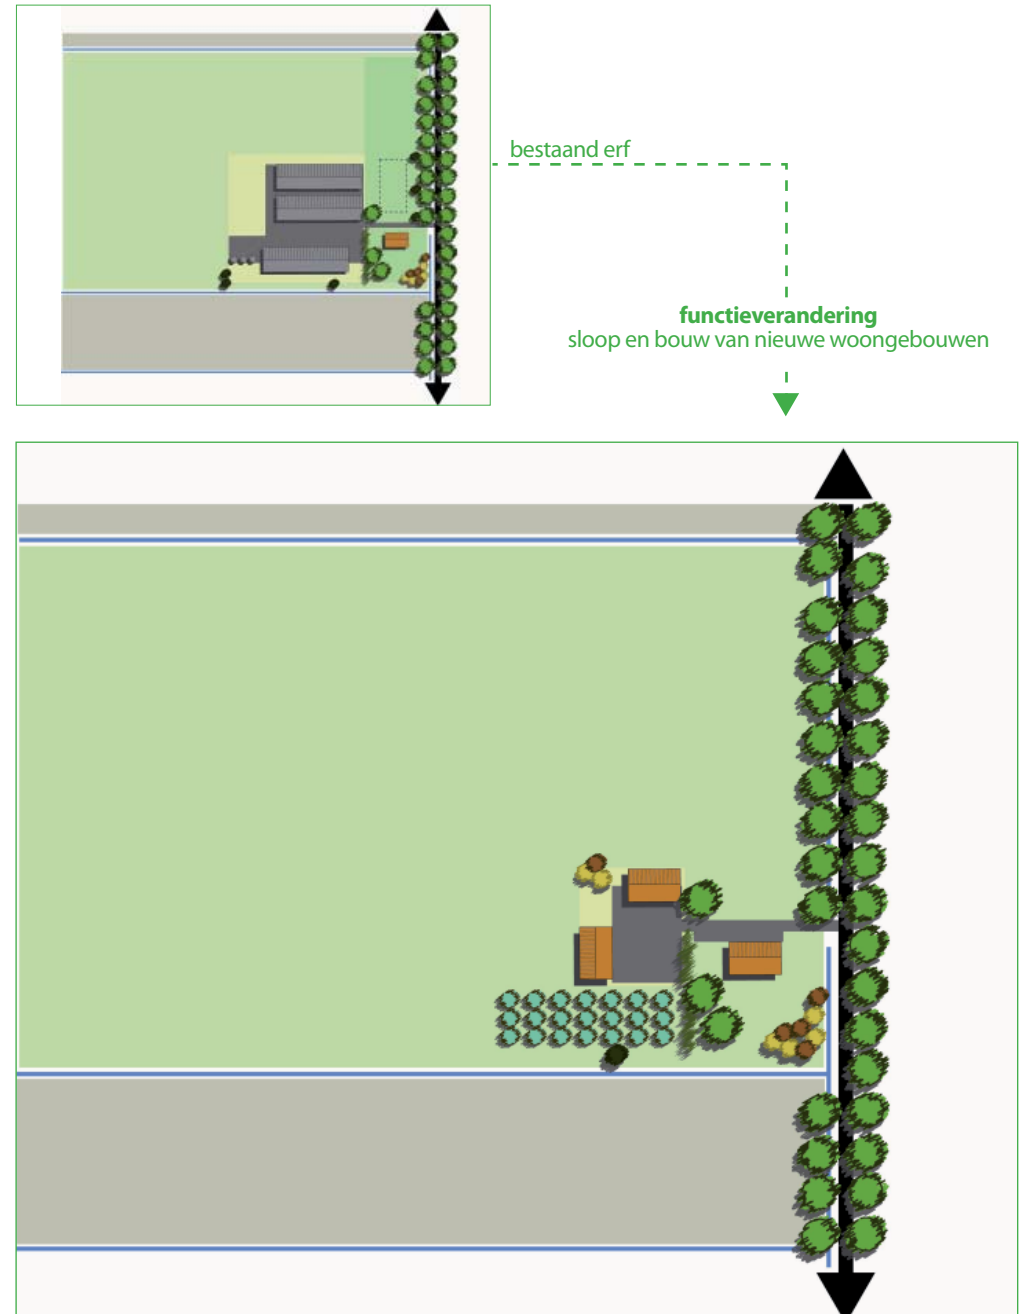 bestaand erf
functieverandering
sloop en bouw van nieuwe woongebouwen